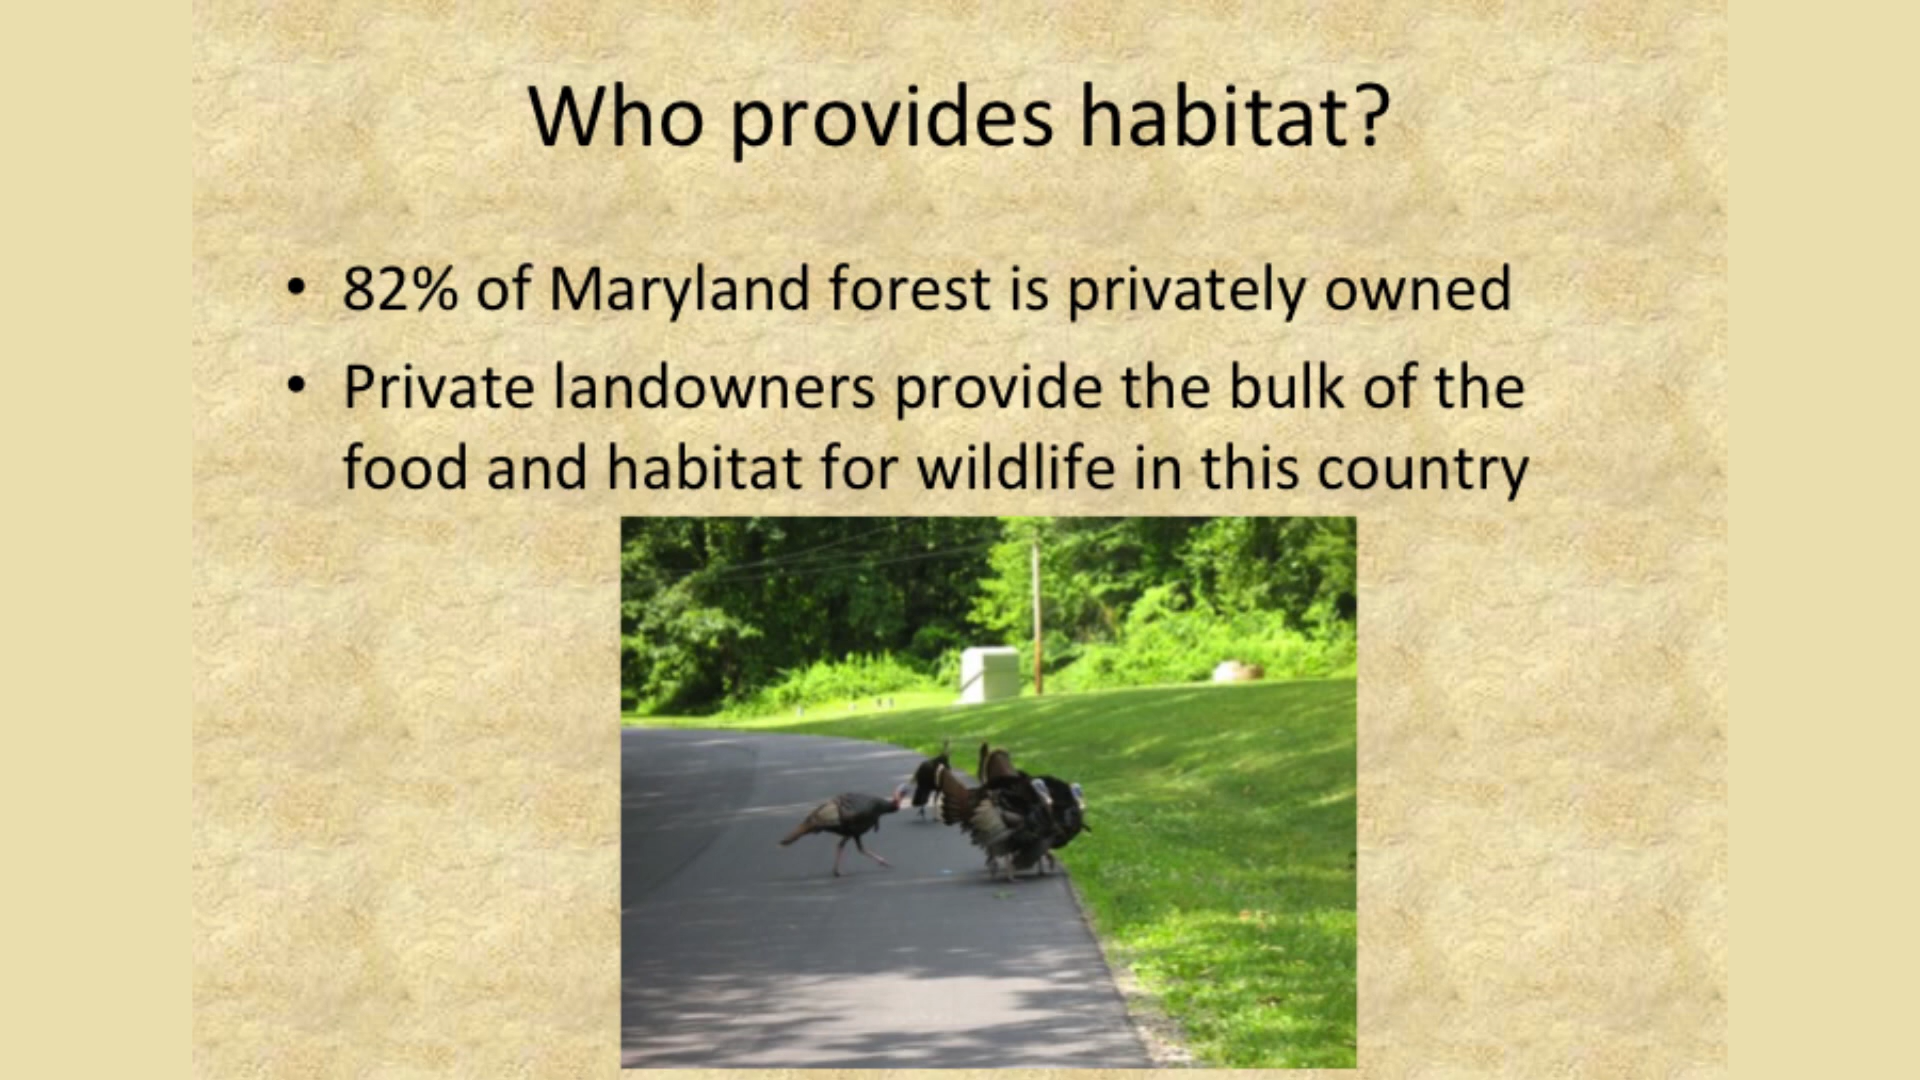 Who provides habitat?
• 82% of Maryland forest is privately owned
• Private landowners provide the bulk of the
food and habitat for wildlife in this country